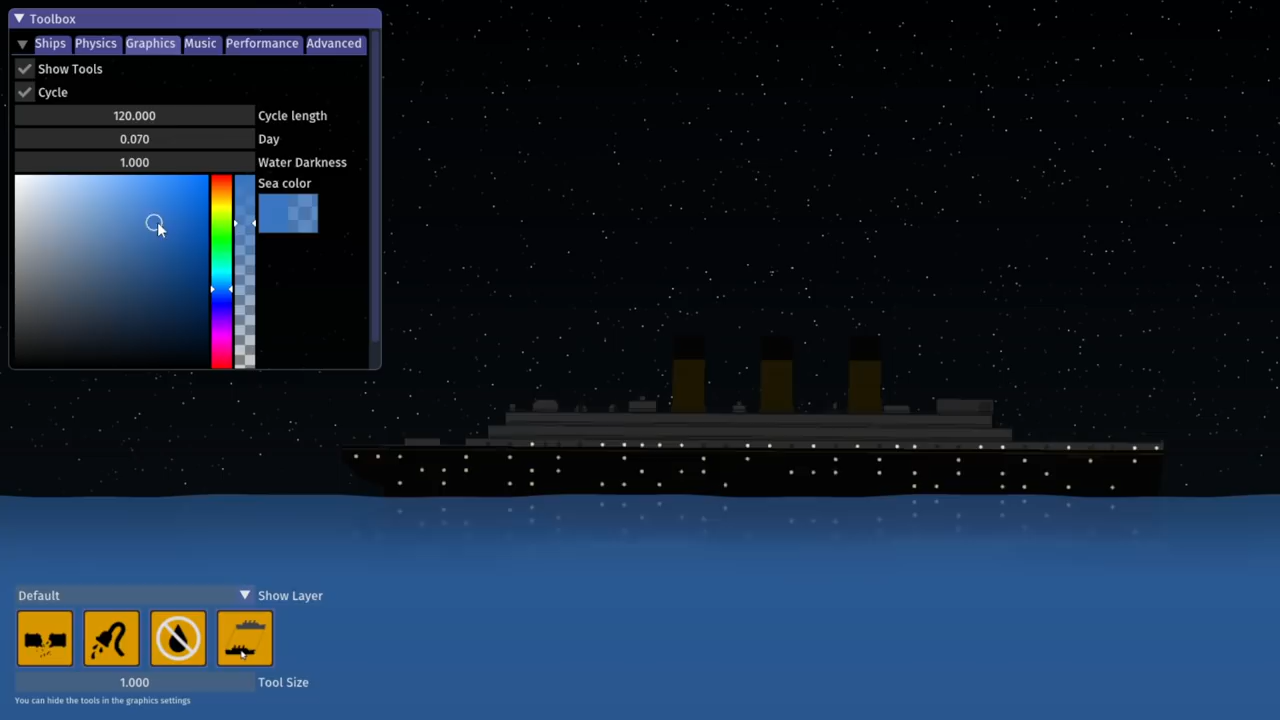 Toolbox
Ships Physics Graphics Music Performance Advanced
Show Tools
Cycle
120.000 Cycle length
0.070 Day
1.000 Water Darkness
Sea color
Default Show Layer
1.000 Tool Size
You can hide the tools in the graphics settings